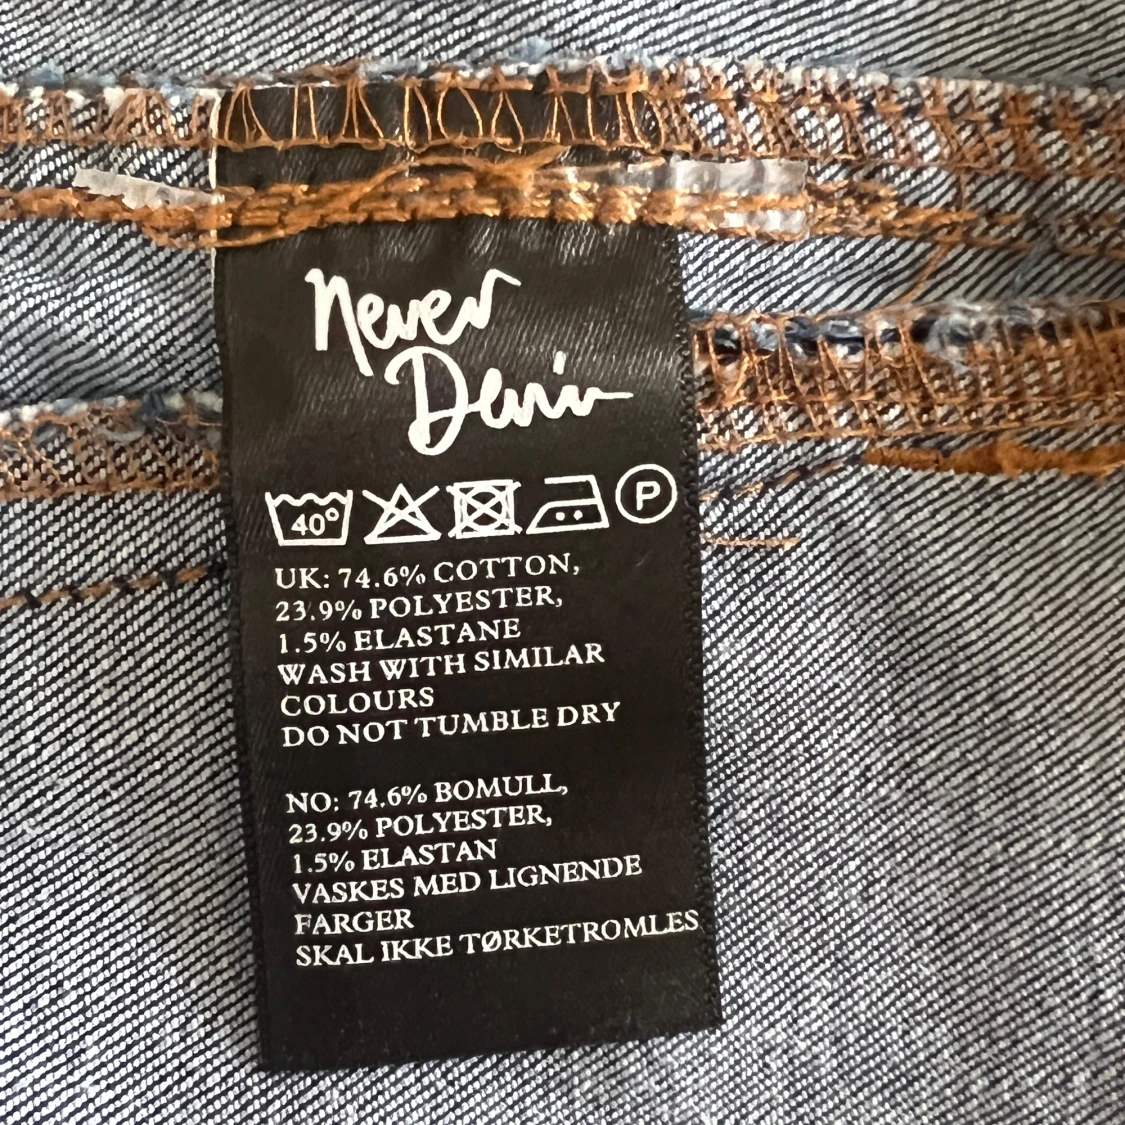 Never
Denim
40°
P
UK: 74.6% COTTON,
23.9% POLYESTER,
1.5% ELASTANE
WASH WITH SIMILAR
COLOURS
DO NOT TUMBLE DRY
NO: 74.6% BOMULL,
23.9% POLYESTER,
1.5% ELASTAN
VASKES MED LIGNENDE
FARGER
SKAL IKKE TØRKETROMLES